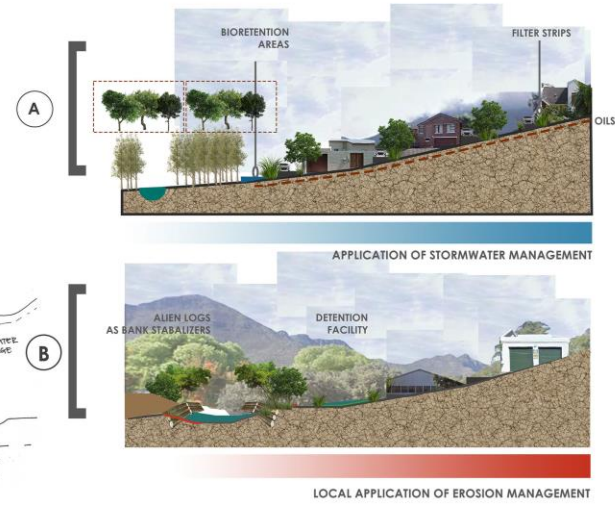 BIORETENTION
AREAS
FILTER STRIPS
A
OILS
APPLICATION OF STORMWATER MANAGEMENT
ALIEN LOGS
AS BANK STABALIZERS
DETENTION
FACILITY
B
LOCAL APPLICATION OF EROSION MANAGEMENT